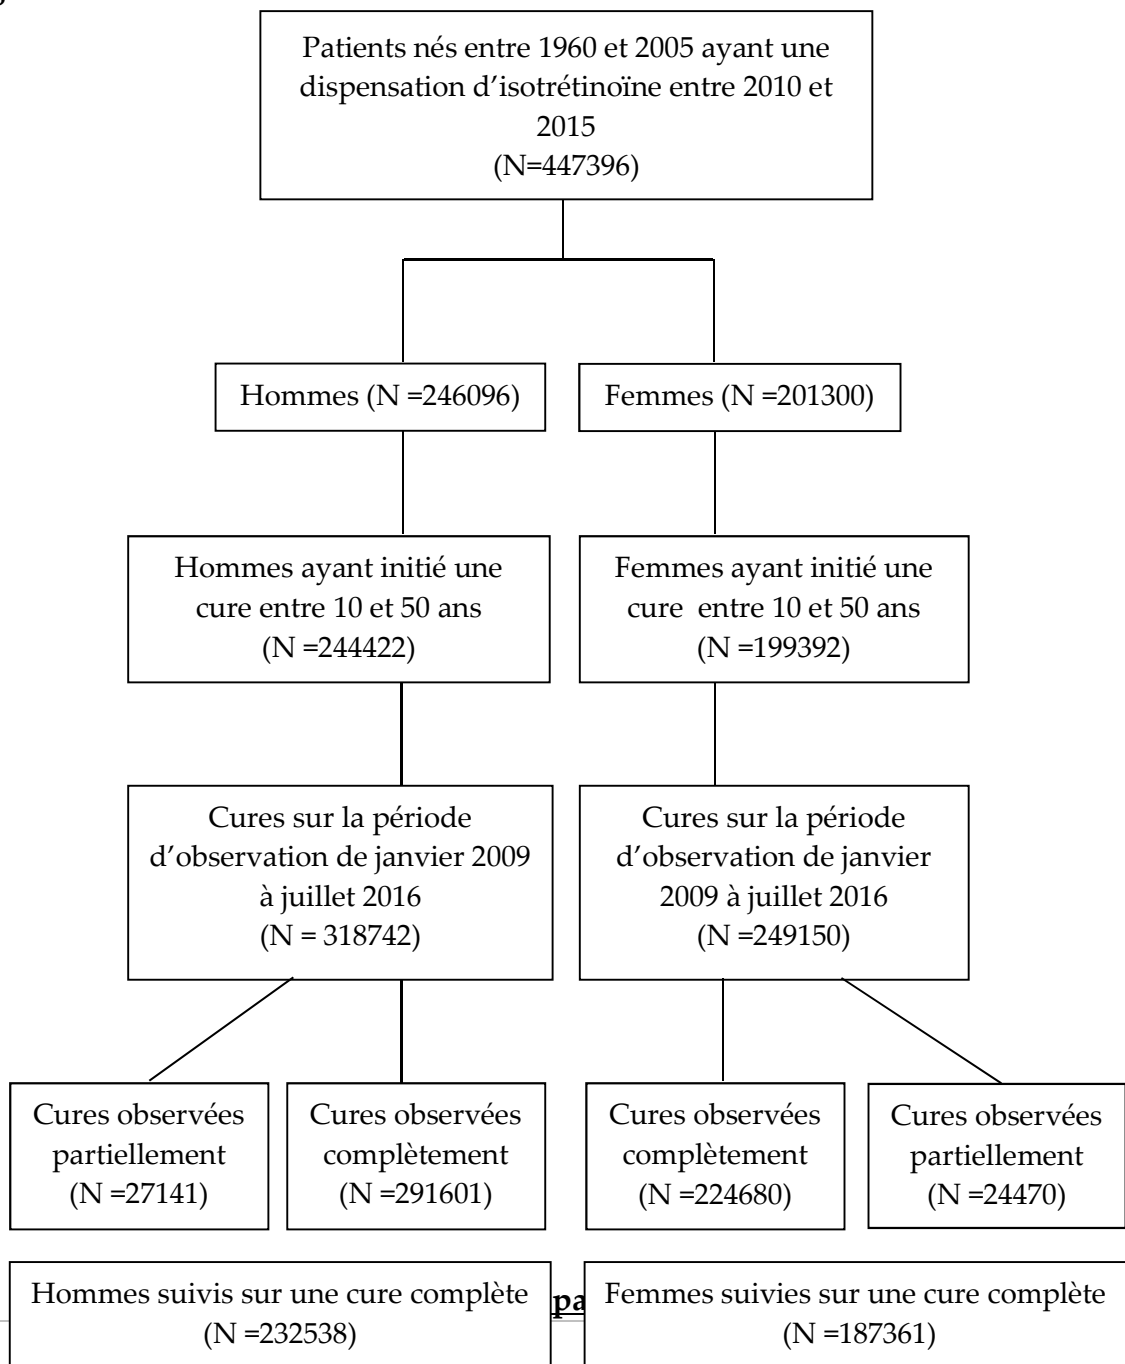 Patients nés entre 1960 et 2005 ayant une
dispensation d’isotrétinoïne entre 2010 et
2015
(N=447396)
Hommes (N =246096)
Femmes (N =201300)
Hommes ayant initié une
cure entre 10 et 50 ans
(N =244422)
Femmes ayant initié une
cure entre 10 et 50 ans
(N =199392)
Cures sur la période
d’observation de janvier 2009
à juillet 2016
(N = 318742)
Cures sur la période
d’observation de janvier
2009 à juillet 2016
(N =249150)
Cures observées
partiellement
(N =27141)
Cures observées
complètement
(N =291601)
Cures observées
complètement
(N =224680)
Cures observées
partiellement
(N =24470)
Hommes suivis sur une cure complète
(N =232538)
pa
Femmes suivies sur une cure complète
(N =187361)